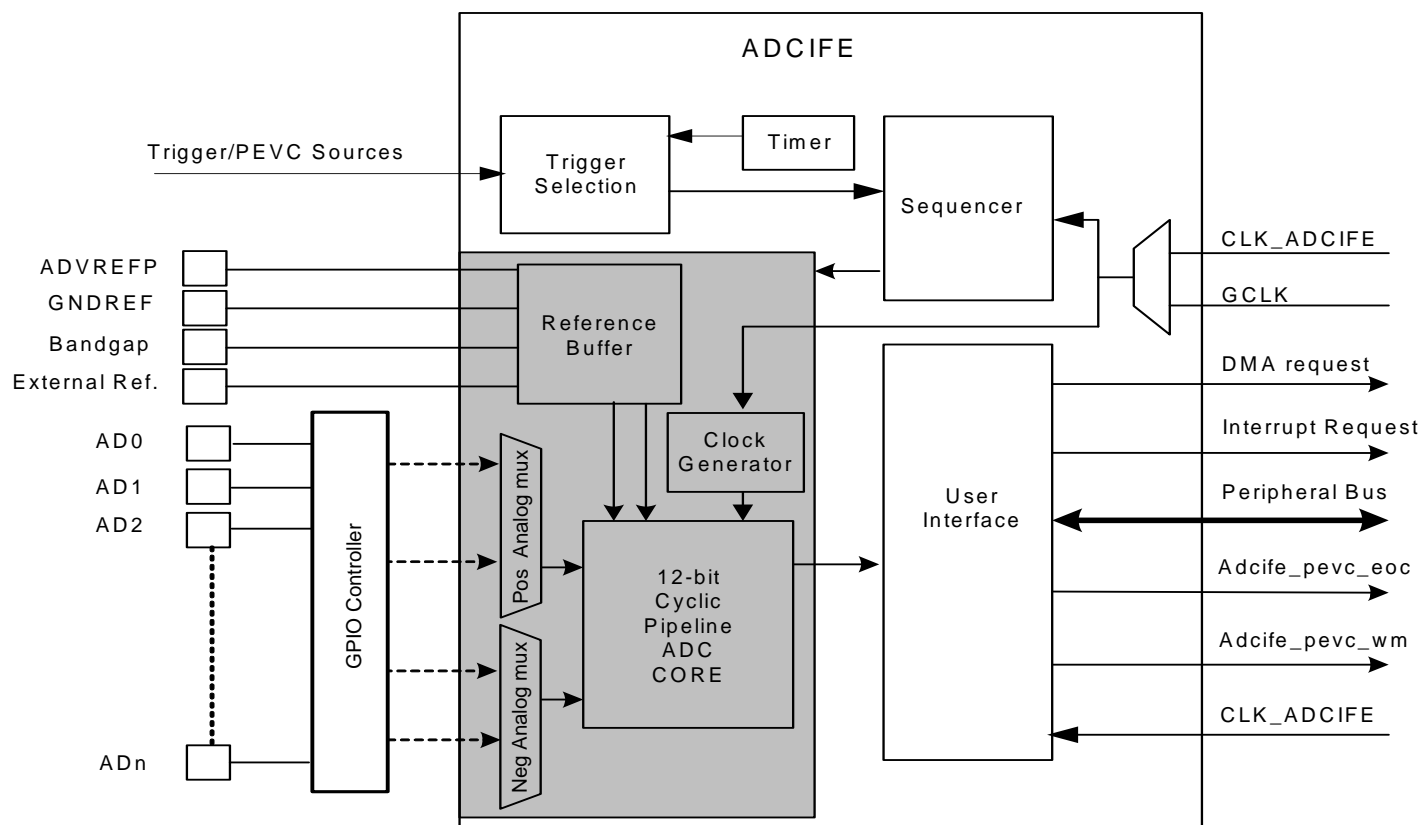 ADCIFE
Trigger/PEVC Sources
Trigger
Selection
Timer
Sequencer
CLK_ADCIFE
GCLK
ADVREFP
GNDREF
Bandgap
External Ref.
Reference
Buffer
AD0
AD1
AD2
ADn
GPIO Controller
Pos Analog mux
Neg Analog mux
Clock
Generator
12-bit
Cyclic
Pipeline
ADC
CORE
User
Interface
DMA request
Interrupt Request
Peripheral Bus
Adcife_pevc_eoc
Adcife_pevc_wm
CLK_ADCIFE